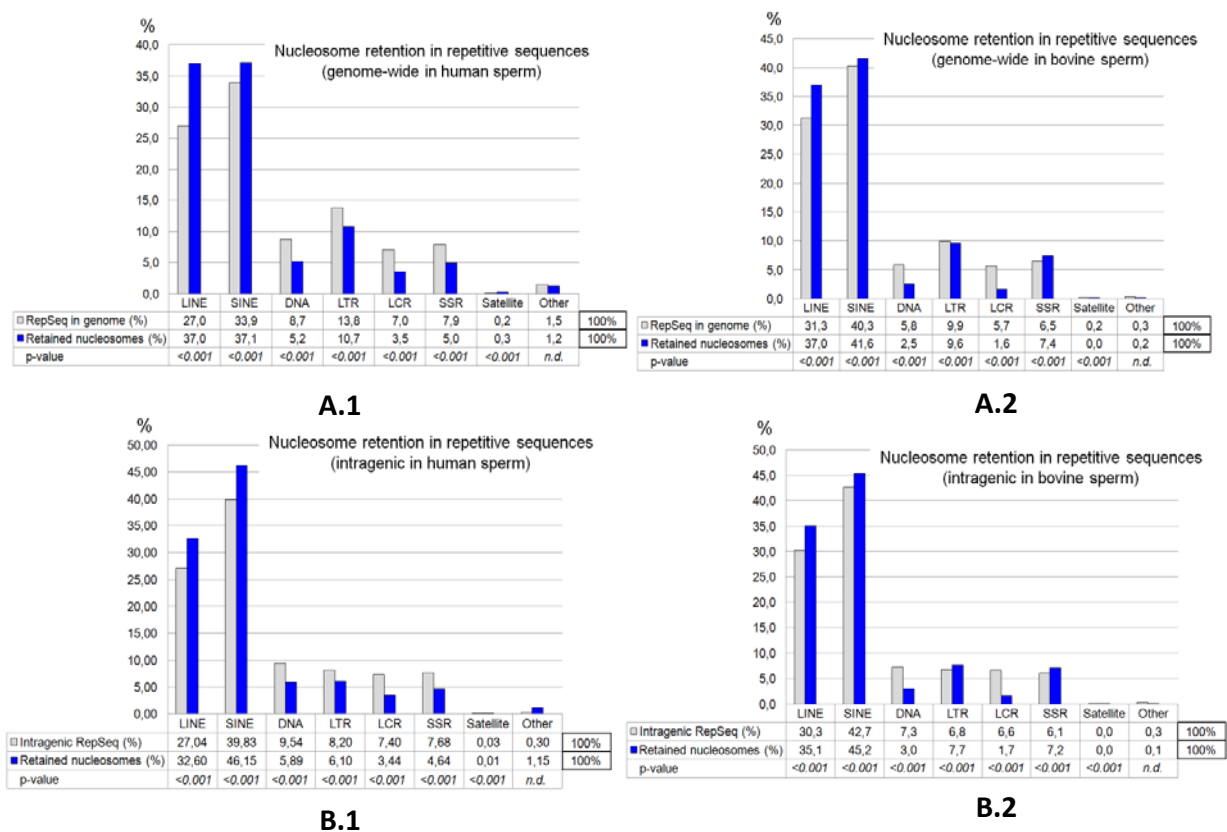 %
Nucleosome retention in repetitive sequences
(genome-wide in human sperm)
40,0
35,0
30,0
25,0
20,0
15,0
10,0
5,0
0,0
LINE SINE DNA LTR LCR SSR Satellite Other
RepSeq in genome (%) 27,0 33,9 8,7 13,8 7,0 7,9 0,2 1,5 100%
Retained nucleosomes (%) 37,0 37,1 5,2 10,7 3,5 5,0 0,3 1,2 100%
p-value <0.001 <0.001 <0.001 <0.001 <0.001 <0.001 <0.001 n.d.
A.1
%
Nucleosome retention in repetitive sequences
(genome-wide in bovine sperm)
45,0
40,0
35,0
30,0
25,0
20,0
15,0
10,0
5,0
0,0
LINE SINE DNA LTR LCR SSR Satellite Other
RepSeq in genome (%) 31,3 40,3 5,8 9,9 5,7 6,5 0,2 0,3 100%
Retained nucleosomes (%) 37,0 41,6 2,5 9,6 1,6 7,4 0,0 0,2 100%
p-value <0.001 <0.001 <0.001 <0.001 <0.001 <0.001 <0.001 n.d.
A.2
%
Nucleosome retention in repetitive sequences
(intragenic in human sperm)
50,00
45,00
40,00
35,00
30,00
25,00
20,00
15,00
10,00
5,00
0,00
LINE SINE DNA LTR LCR SSR Satellite Other
Intragenic RepSeq (%) 27,04 39,83 9,54 8,20 7,40 7,68 0,03 0,30 100%
Retained nucleosomes (%) 32,60 46,15 5,89 6,10 3,44 4,64 0,01 1,15 100%
p-value <0.001 <0.001 <0.001 <0.001 <0.001 <0.001 <0.001 n.d.
B.1
%
Nucleosome retention in repetitive sequences
(intragenic in bovine sperm)
50,0
45,0
40,0
35,0
30,0
25,0
20,0
15,0
10,0
5,0
0,0
LINE SINE DNA LTR LCR SSR Satellite Other
Intragenic RepSeq (%) 30,3 42,7 7,3 6,8 6,6 6,1 0,0 0,3 100%
Retained nucleosomes (%) 35,1 45,2 3,0 7,7 1,7 7,2 0,0 0,1 100%
p-value <0.001 <0.001 <0.001 <0.001 <0.001 <0.001 <0.001 n.d.
B.2